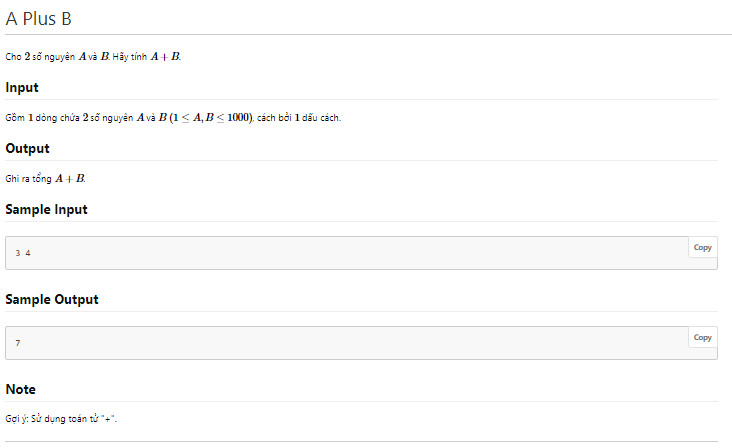 A Plus B
Cho 2 số nguyên A và B. Hãy tính A + B.
Input
Gồm 1 dòng chứa 2 số nguyên A và B (1 ≤ A, B ≤ 1000), cách bởi 1 dấu cách.
Output
Ghi ra tổng A + B.
Sample Input
Copy
3 4
Sample Output
Copy
7
Note
Gợi ý: Sử dụng toán tử "+".